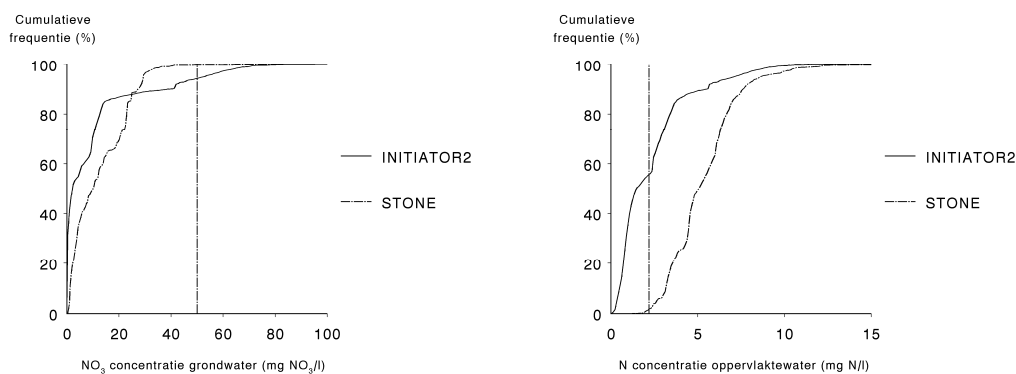 Cumulatieve
frequentie (%)
100
80
60
40
20
0
0 20 40 60 80 100
NO3 concentratie grondwater (mg NO3/l)
INITIATOR2
STONE
Cumulatieve
frequentie (%)
100
80
60
40
20
0
0 5 10 15
N concentratie oppervlaktewater (mg N/l)
INITIATOR2
STONE